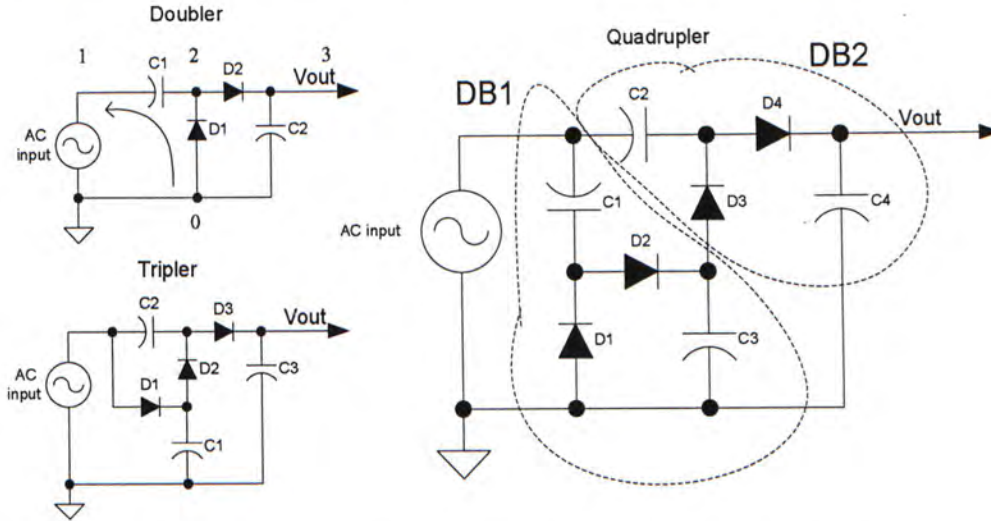 Doubler
1
2
3
C1
D2
Vout
AC
input
D1
C2
0
Tripler
C2
D3
Vout
AC
input
D1
D2
C3
C1
Quadrupler
DB1
DB2
C2
D4
Vout
AC input
C1
D3
C4
D2
D1
C3